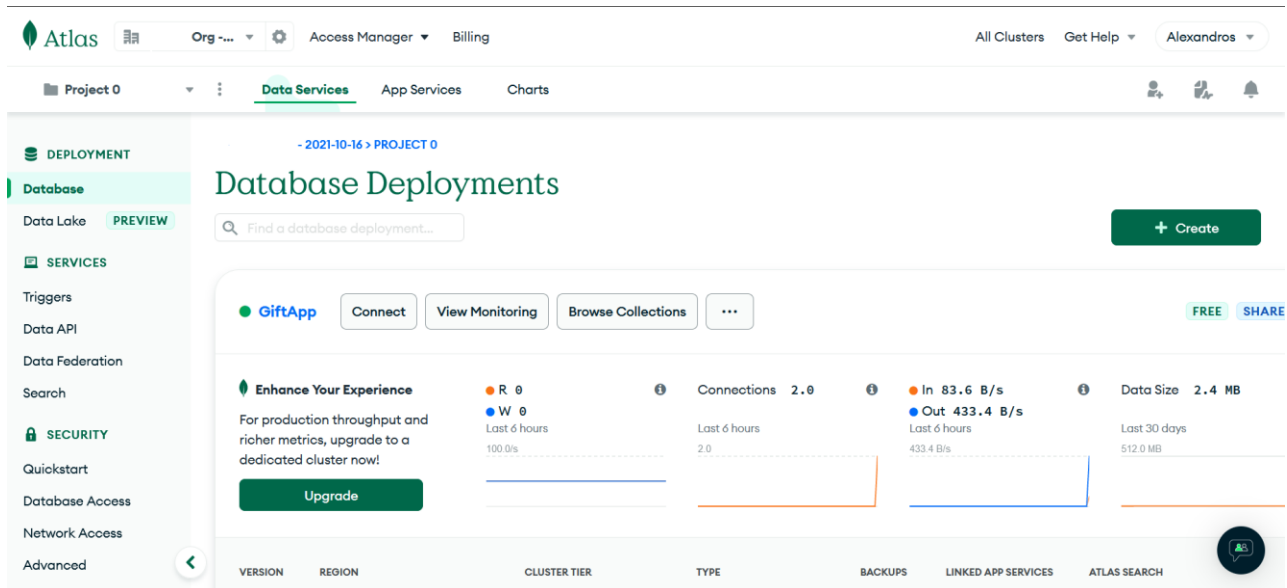 Atlas Org -... Access Manager Billing All Clusters Get Help Alexandros
Project 0 Data Services App Services Charts
- 2021-10-16 > PROJECT 0
DEPLOYMENT
Database
Data Lake PREVIEW
SERVICES
Triggers
Data API
Data Federation
Search
SECURITY
Quickstart
Database Access
Network Access
Advanced
Database Deployments
Find a database deployment...
+ Create
GiftApp Connect View Monitoring Browse Collections ... FREE SHARE
Enhance Your Experience
For production throughput and
richer metrics, upgrade to a
dedicated cluster now!
Upgrade
R 0
W 0
Last 6 hours
100.0/s
Connections 2.0
Last 6 hours
2.0
In 83.6 B/s
Out 433.4 B/s
Last 6 hours
433.4 B/s
Data Size 2.4 MB
Last 30 days
512.0 MB
VERSION REGION CLUSTER TIER TYPE BACKUPS LINKED APP SERVICES ATLAS SEARCH